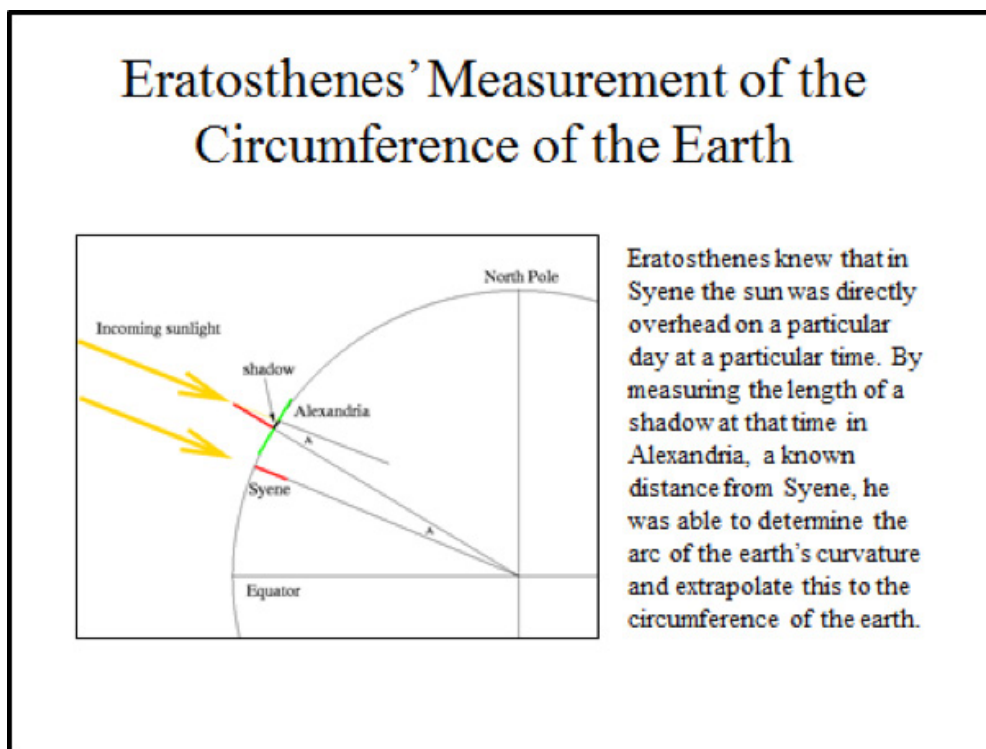 Eratosthenes’ Measurement of the
Circumference of the Earth
North Pole
Incoming sunlight
shadow
Alexandria
A
Syene
A
Equator
Eratosthenes knew that in
Syene the sun was directly
overhead on a particular
day at a particular time. By
measuring the length of a
shadow at that time in
Alexandria, a known
distance from Syene, he
was able to determine the
arc of the earth’s curvature
and extrapolate this to the
circumference of the earth.